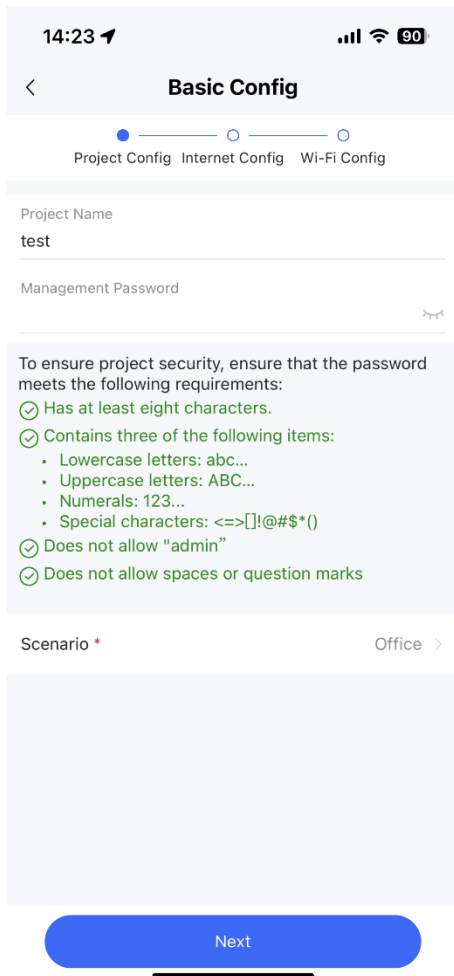 14:23
90
Basic Config
Project Config Internet Config Wi-Fi Config
Project Name
test
Management Password
To ensure project security, ensure that the password
meets the following requirements:
Has at least eight characters.
Contains three of the following items:
• Lowercase letters: abc...
• Uppercase letters: ABC...
• Numerals: 123...
• Special characters: <=>[]!@#$*()
Does not allow "admin”
Does not allow spaces or question marks
Scenario *
Office
Next